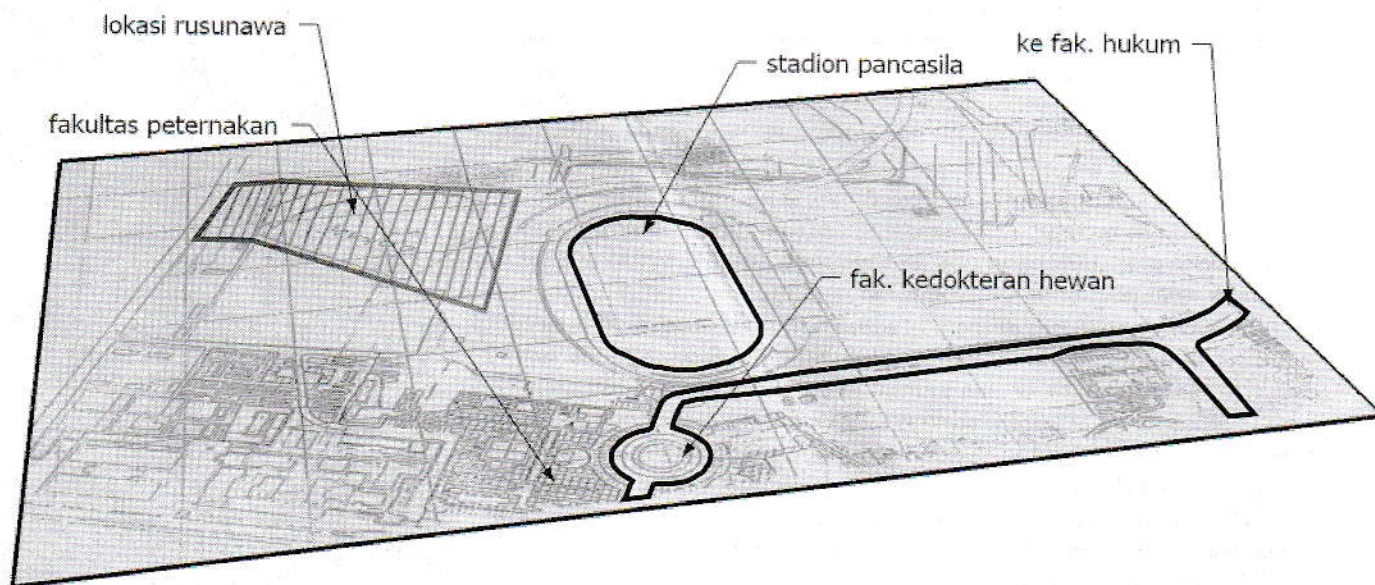 lokasi rusunawa
ke fak. hukum
stadion pancasila
fakultas peternakan
fak. kedokteran hewan